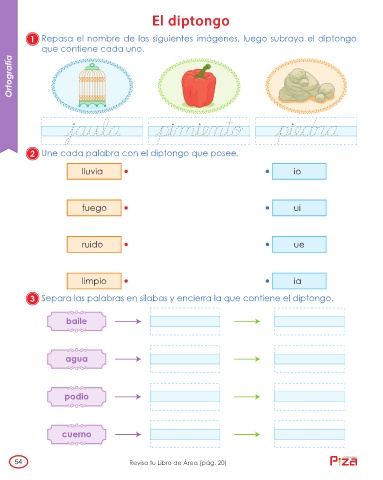 El diptongo
Ortografía
1 Repasa el nombre de las siguientes imágenes, luego subraya el diptongo
que contiene cada uno.
jaula pimiento piedra
2 Une cada palabra con el diptongo que posee.
lluvia io
fuego ui
ruido ue
limpio ia
3 Separa las palabras en sílabas y encierra la que contiene el diptongo.
baile
agua
podio
cuerno
54
Revisa tu Libro de Área (pág. 20)